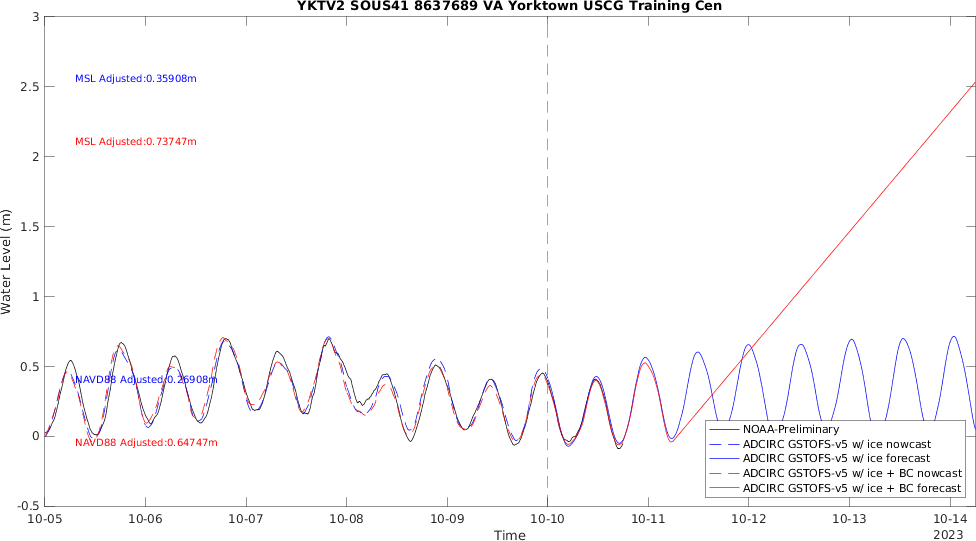 YKTV2 SOUS41 8637689 VA Yorktown USCG Training Cen
3
2.5
2
1.5
1
0.5
0
-0.5
Water Level (m)
MSL Adjusted:0.35908m
MSL Adjusted:0.73747m
NAVD88 Adjusted:0.26908m
NAVD88 Adjusted:0.64747m
NOAA-Preliminary
ADCIRC GSTOFS-v5 w/ ice nowcast
ADCIRC GSTOFS-v5 w/ ice forecast
ADCIRC GSTOFS-v5 w/ ice + BC nowcast
ADCIRC GSTOFS-v5 w/ ice + BC forecast
10-05 10-06 10-07 10-08 10-09 10-10 10-11 10-12 10-13 10-14
2023
Time